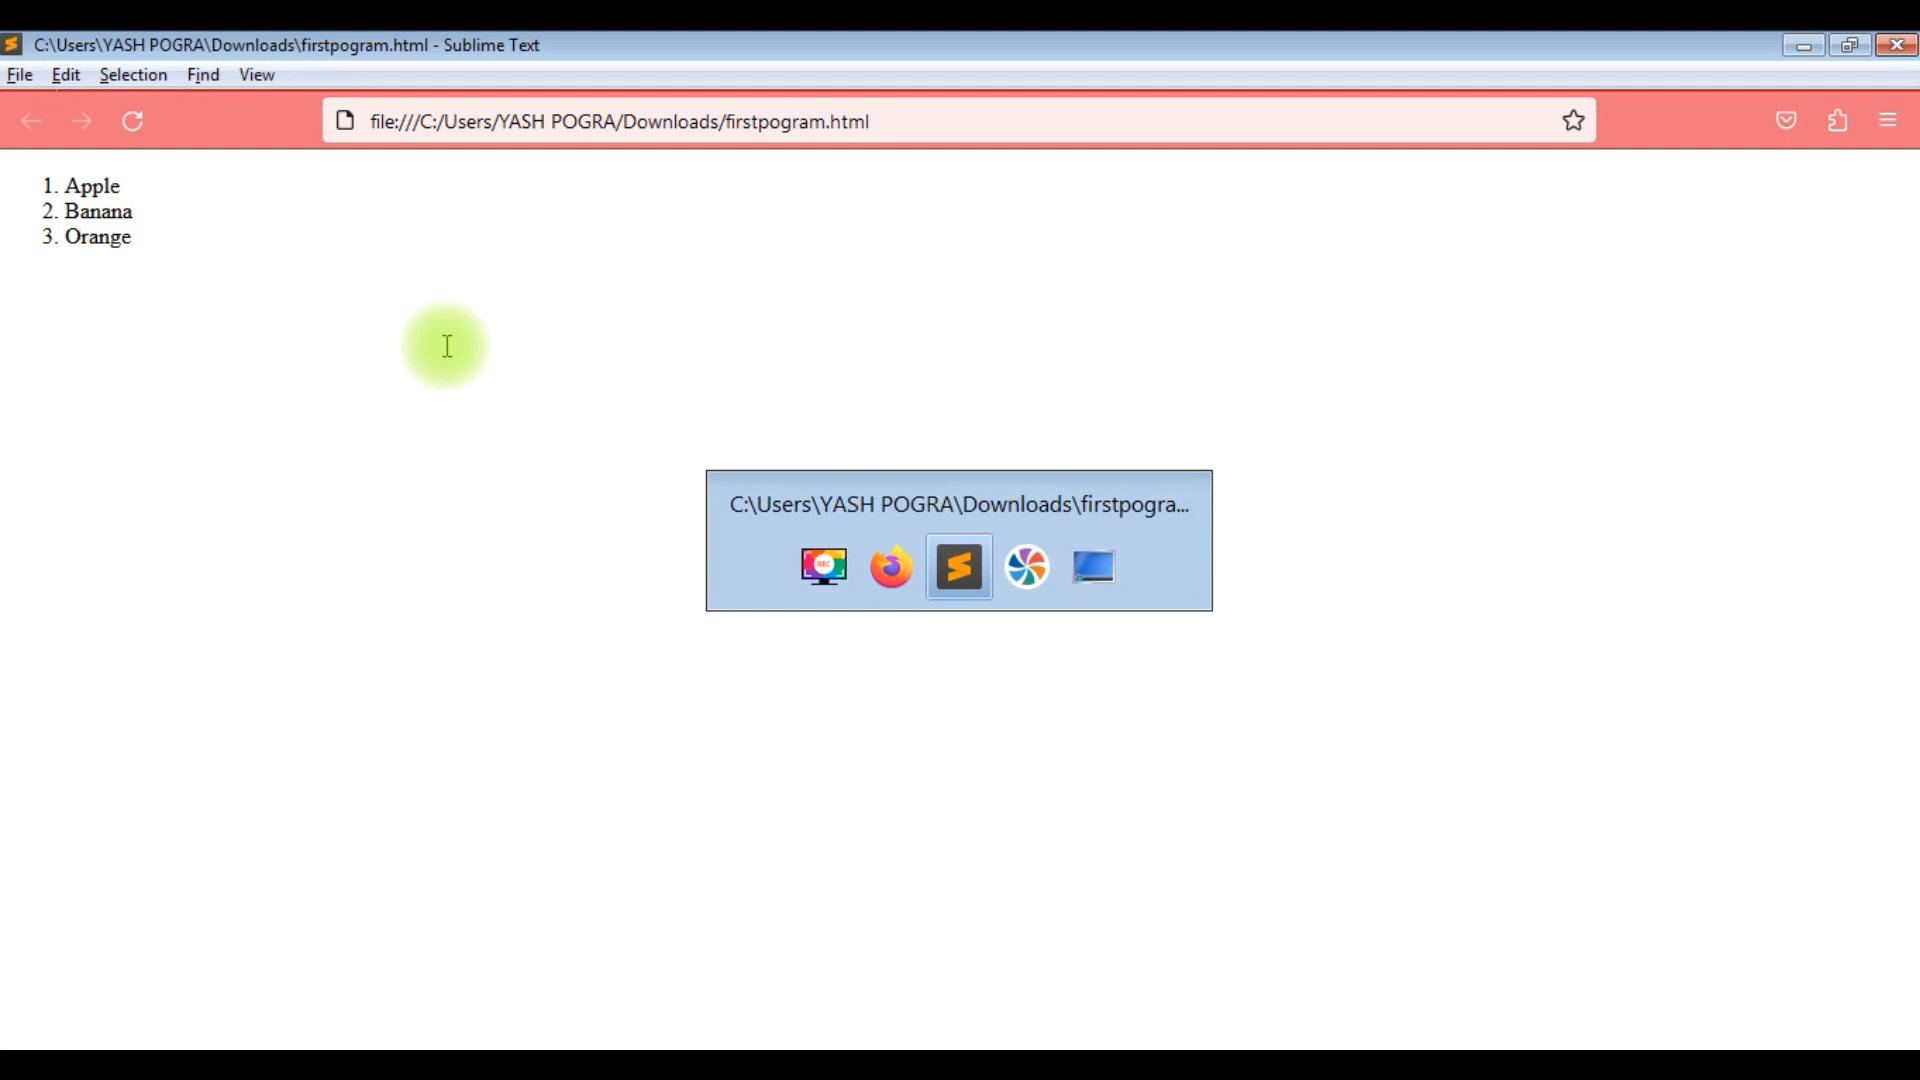 C:\Users\YASH POGRA\Downloads\firstpogram.html - Sublime Text
File Edit Selection Find View
file:///C:/Users/YASH POGRA/Downloads/firstpogram.html
1. Apple
2. Banana
3. Orange
C:\Users\YASH POGRA\Downloads\firstpogra...